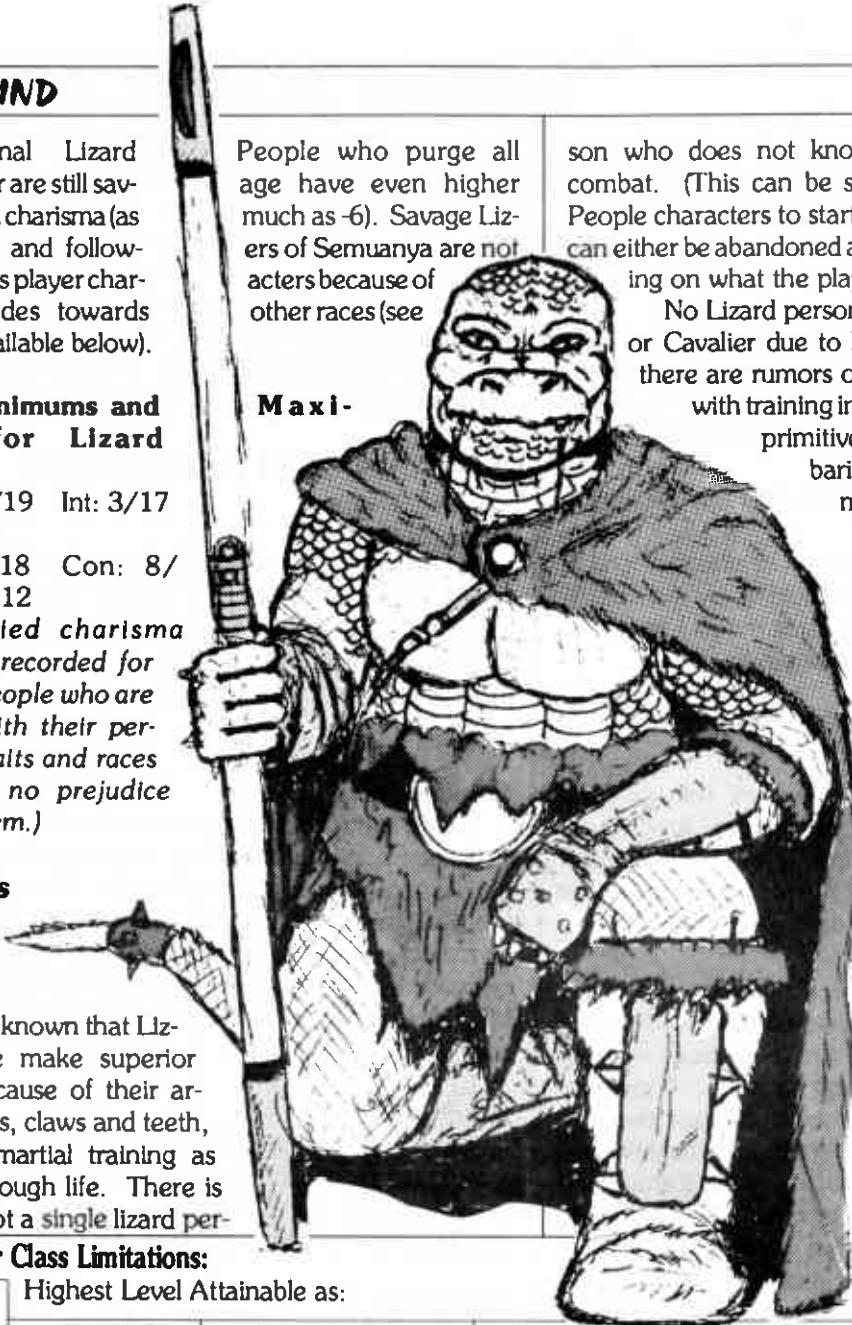 IND
nal Lizard
r are still sav-
charisma (as
and follow-
s player char-
des towards
ailable below).
nimums and
for Lizard
/19 Int: 3/17
18 Con: 8/
12
ied charisma
recorded for
eople who are
ith their per-
alts and races
no prejudice
em.)
s
known that Liz-
e make superior
cause of their ar-
s, claws and teeth,
martial training as
ough life. There is
ot a single lizard per-
People who purge all
age have even higher
much as -6). Savage Liz-
ers of Semuanya are not
acters because of
other races (see
Maxi-
son who does not kno
combat. (This can be s
People characters to start
can either be abandoned a
ing on what the pla
No Lizard person
or Cavalier due to
there are rumors o
with training in
primitive
bari
r Class Limitations:
Highest Level Attainable as: